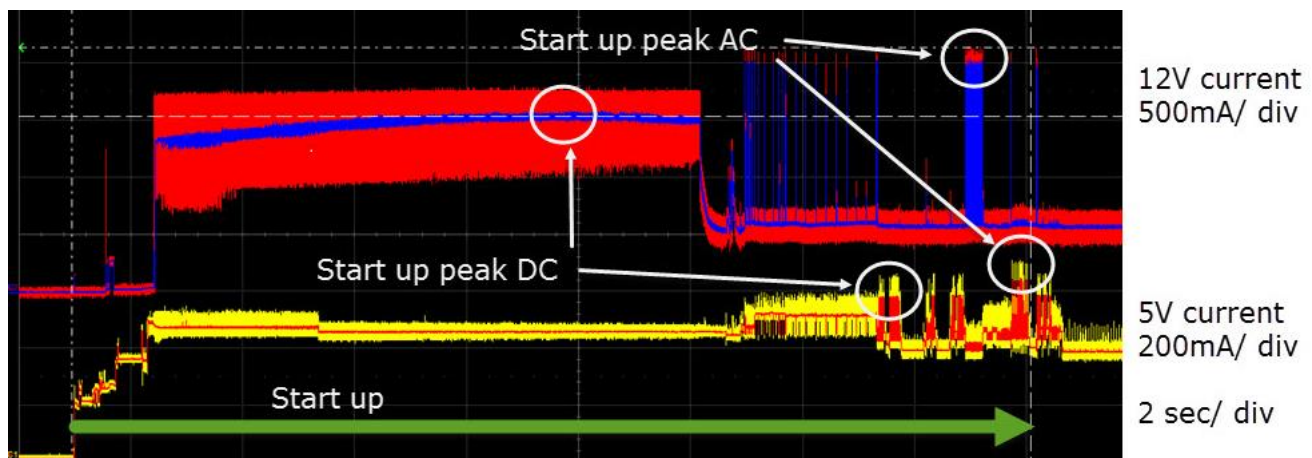 Start up peak AC
12V current
500mA/ div
Start up peak DC
5V current
200mA/ div
Start up
2 sec/ div